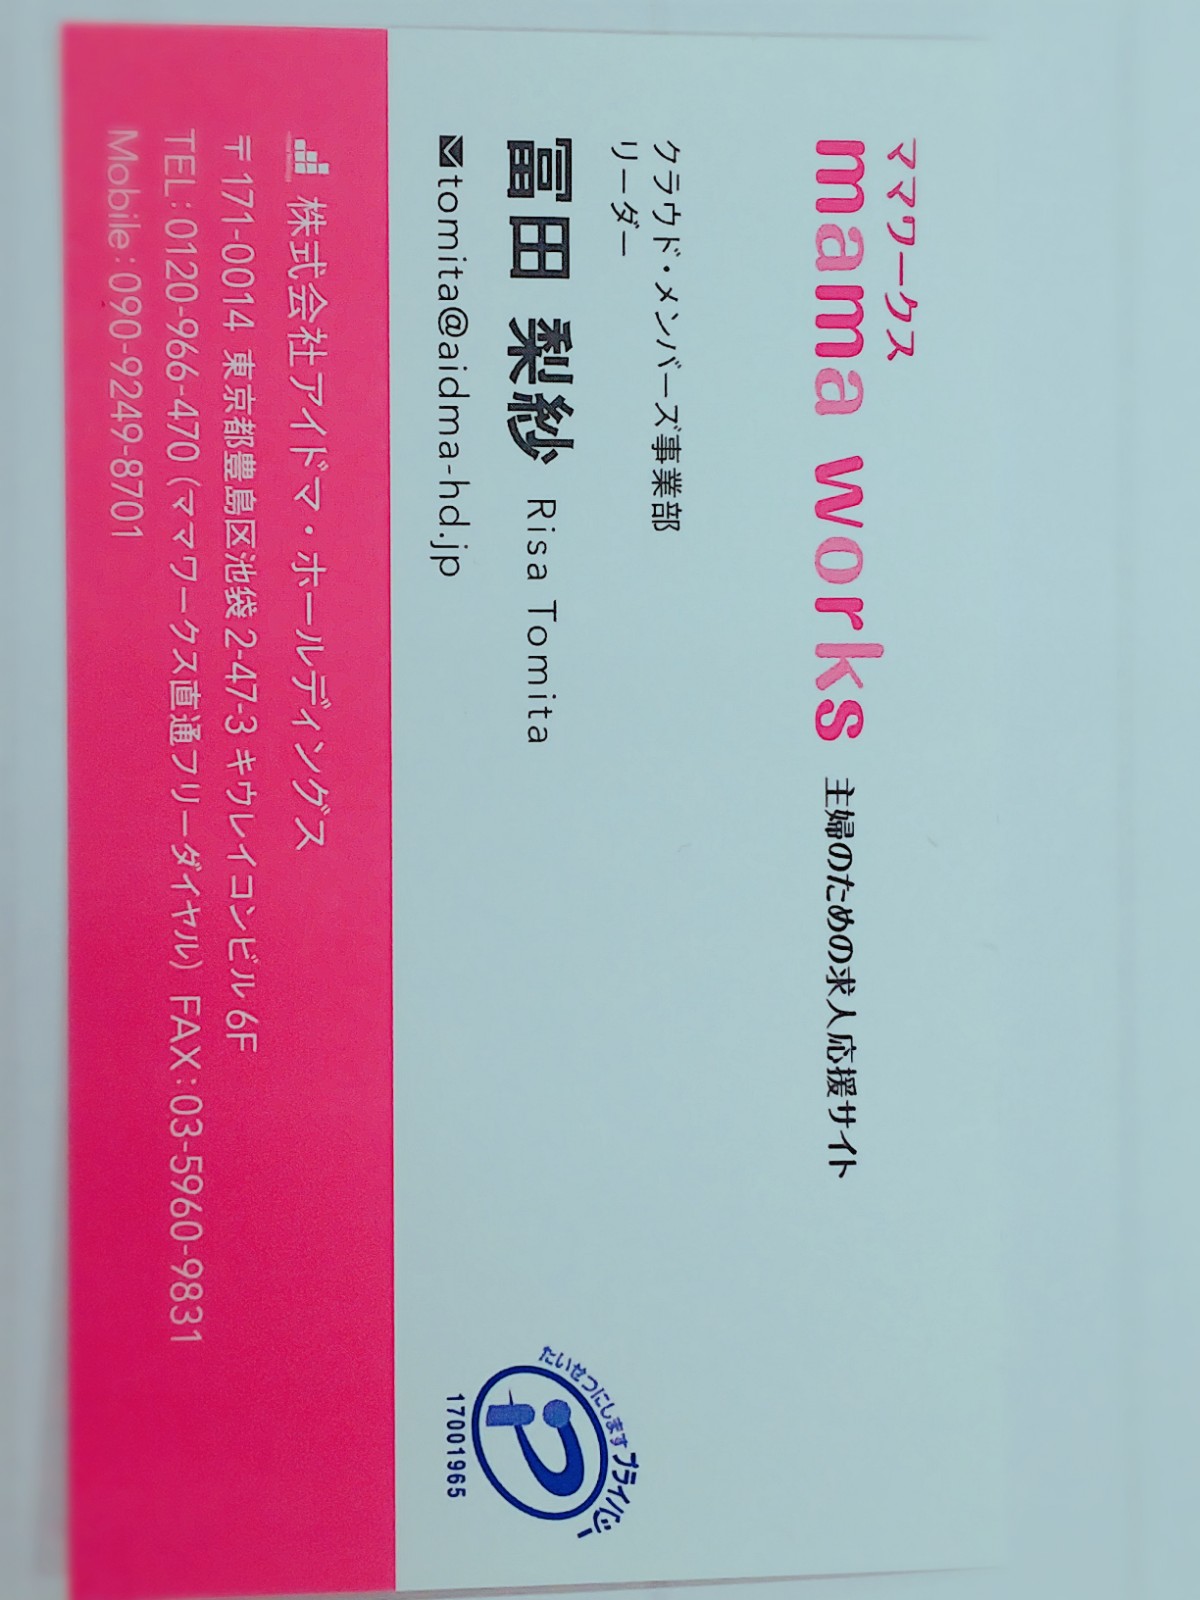 ママワークス
mama works 主婦のための求人応援サイト
クラウド・メンバーズ事業部
リーダー
冨田 梨紗 Risa Tomita
tomita@aidma-hd.jp
たいせつにしますプライバシー
17001965
株式会社アイドマ・ホールディングス
〒171-0014 東京都豊島区池袋2-47-3 キウレイコンビル 6F
TEL:0120-966-470(ママワークス直通フリーダイヤル) FAX:03-5960-9831
Mobile:090-9249-8701